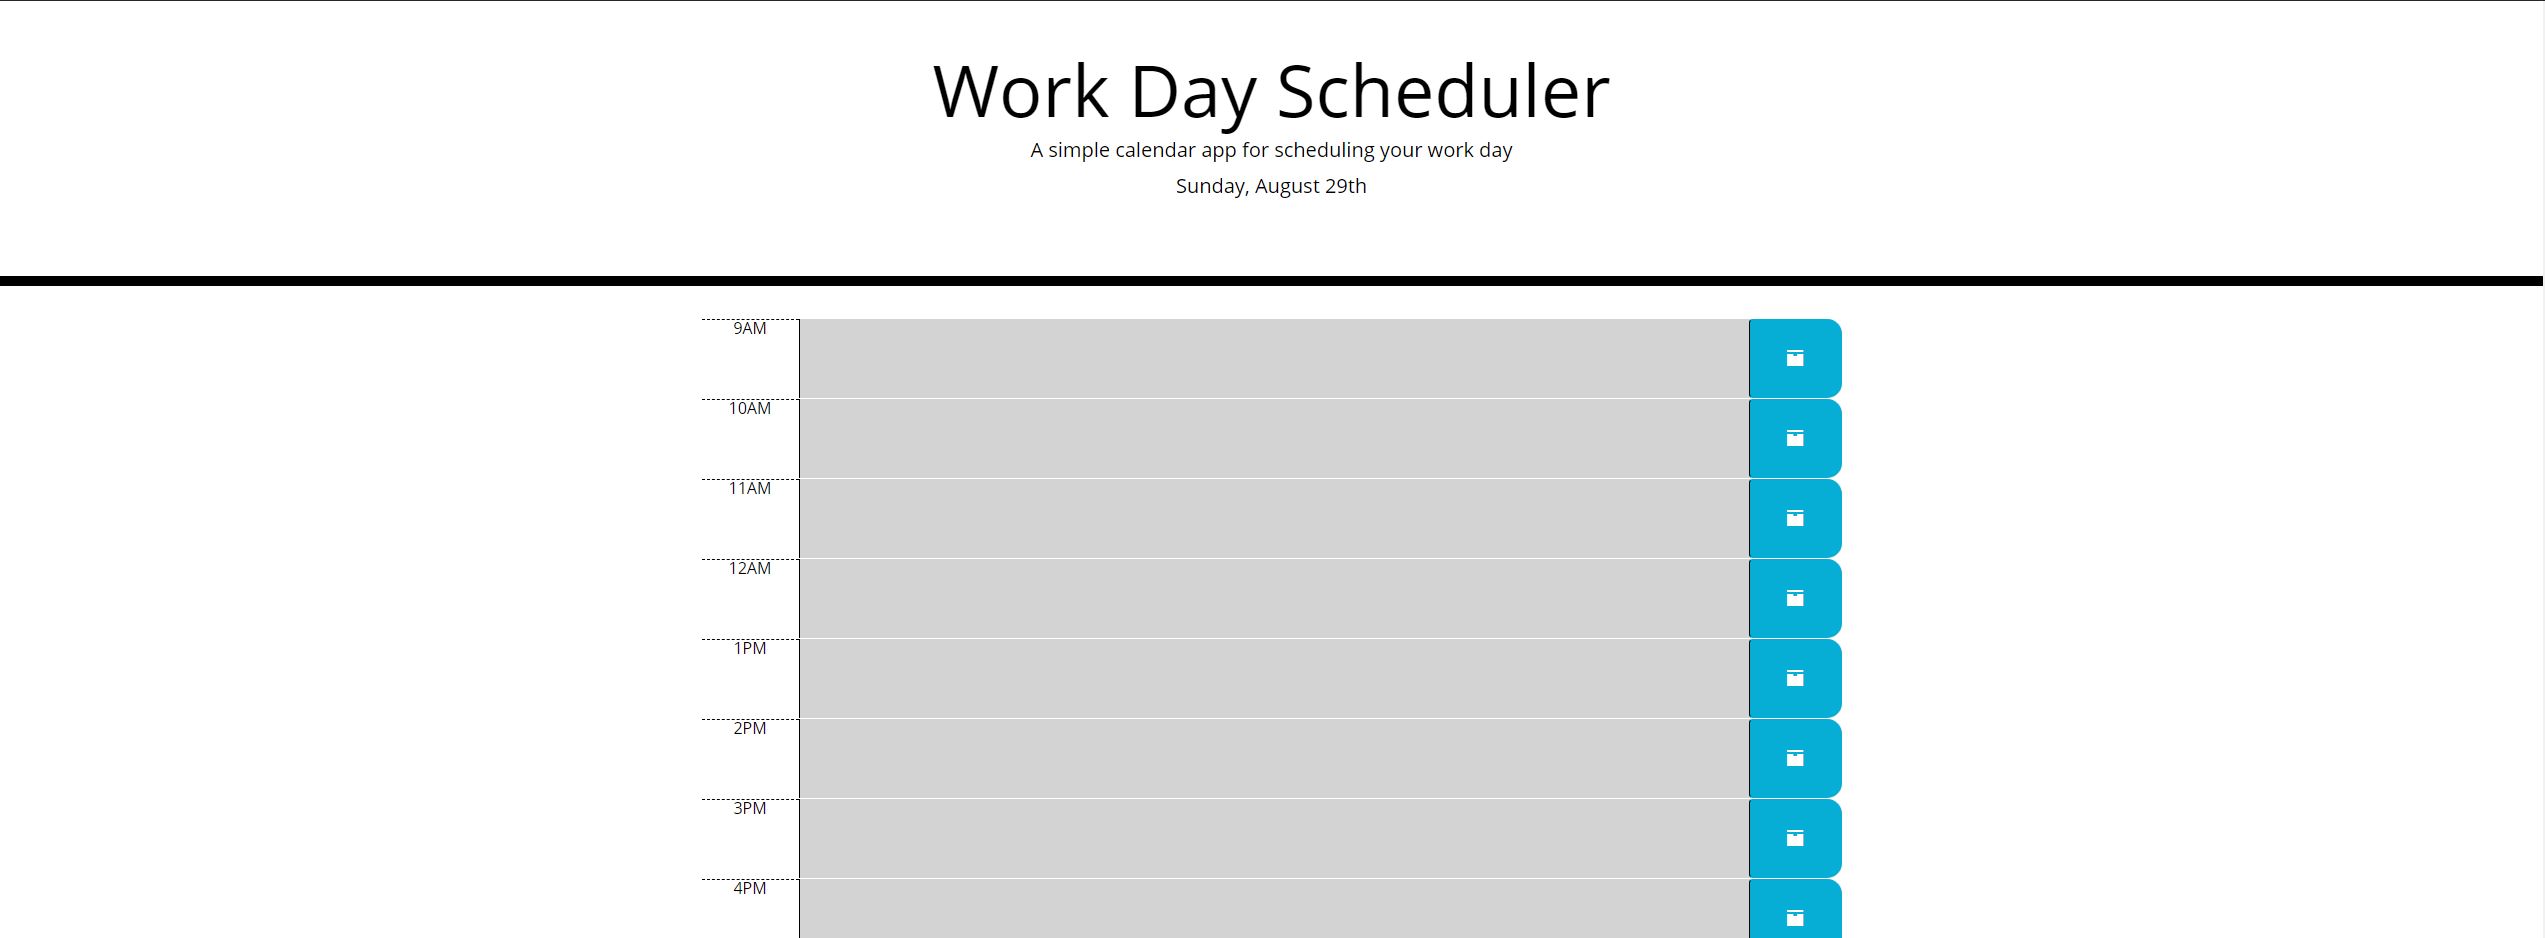 Work Day Scheduler
A simple calendar app for scheduling your work day
Sunday, August 29th
9AM
10AM
11AM
12AM
1PM
2PM
3PM
4PM